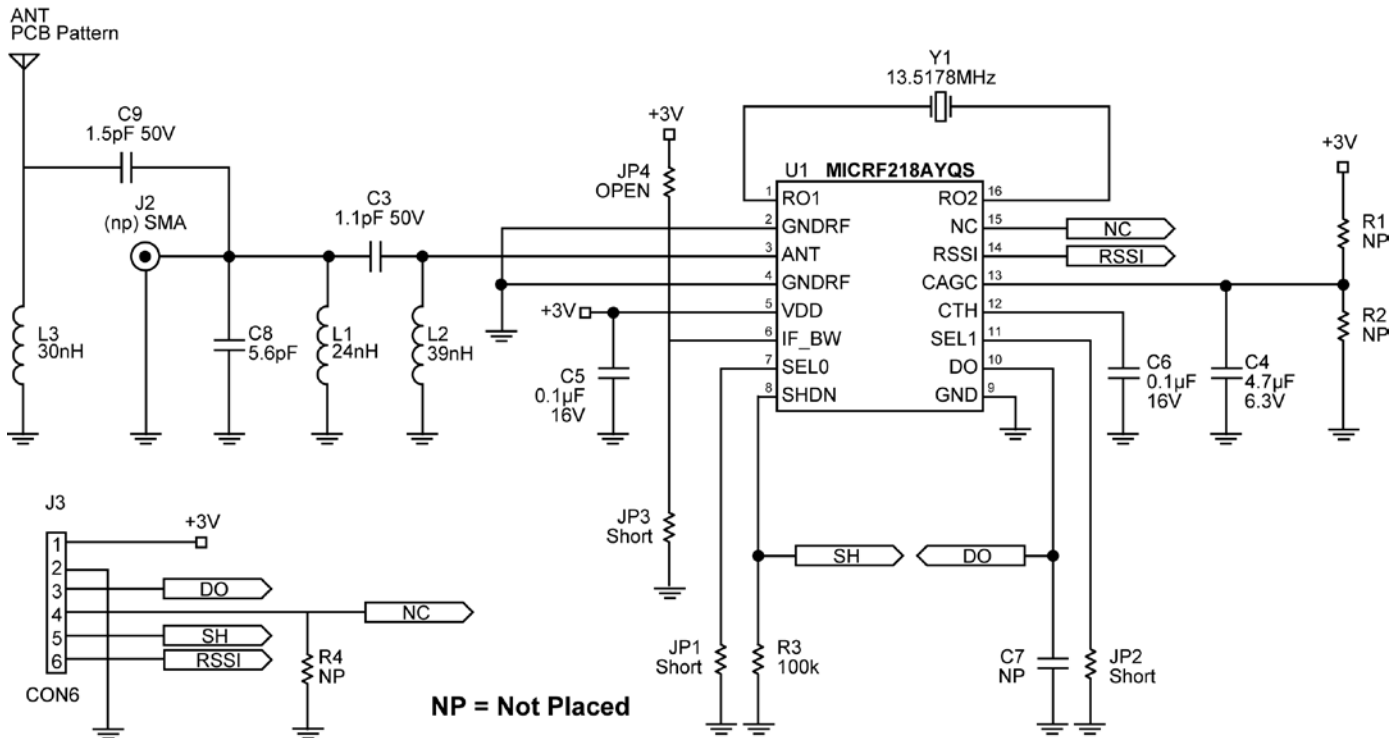 ANT
PCB Pattern
C9
1.5pF 50V
J2
(np) SMA
C3
1.1pF 50V
L3
30nH
C8
5.6pF
L1
24nH
L2
39nH
+3V
JP4
OPEN
Y1
13.5178MHz
U1 MICRF218AYQS
1 RO1
2 GNDRF
3 ANT
4 GNDRF
5 VDD
6 IF_BW
7 SEL0
8 SHDN
RO2 16
NC 15
RSSI 14
CAGC 13
CTH 12
SEL1 11
DO 10
GND 9
NC
RSSI
+3V
R1
NP
R2
NP
+3V
C5
0.1µF
16V
C6
0.1µF
16V
C4
4.7µF
6.3V
JP3
Short
SH
DO
JP1
Short
R3
100k
C7
NP
JP2
Short
J3
+3V
1
2
3
4
5
6
DO
NC
SH
RSSI
R4
NP
CON6
NP = Not Placed